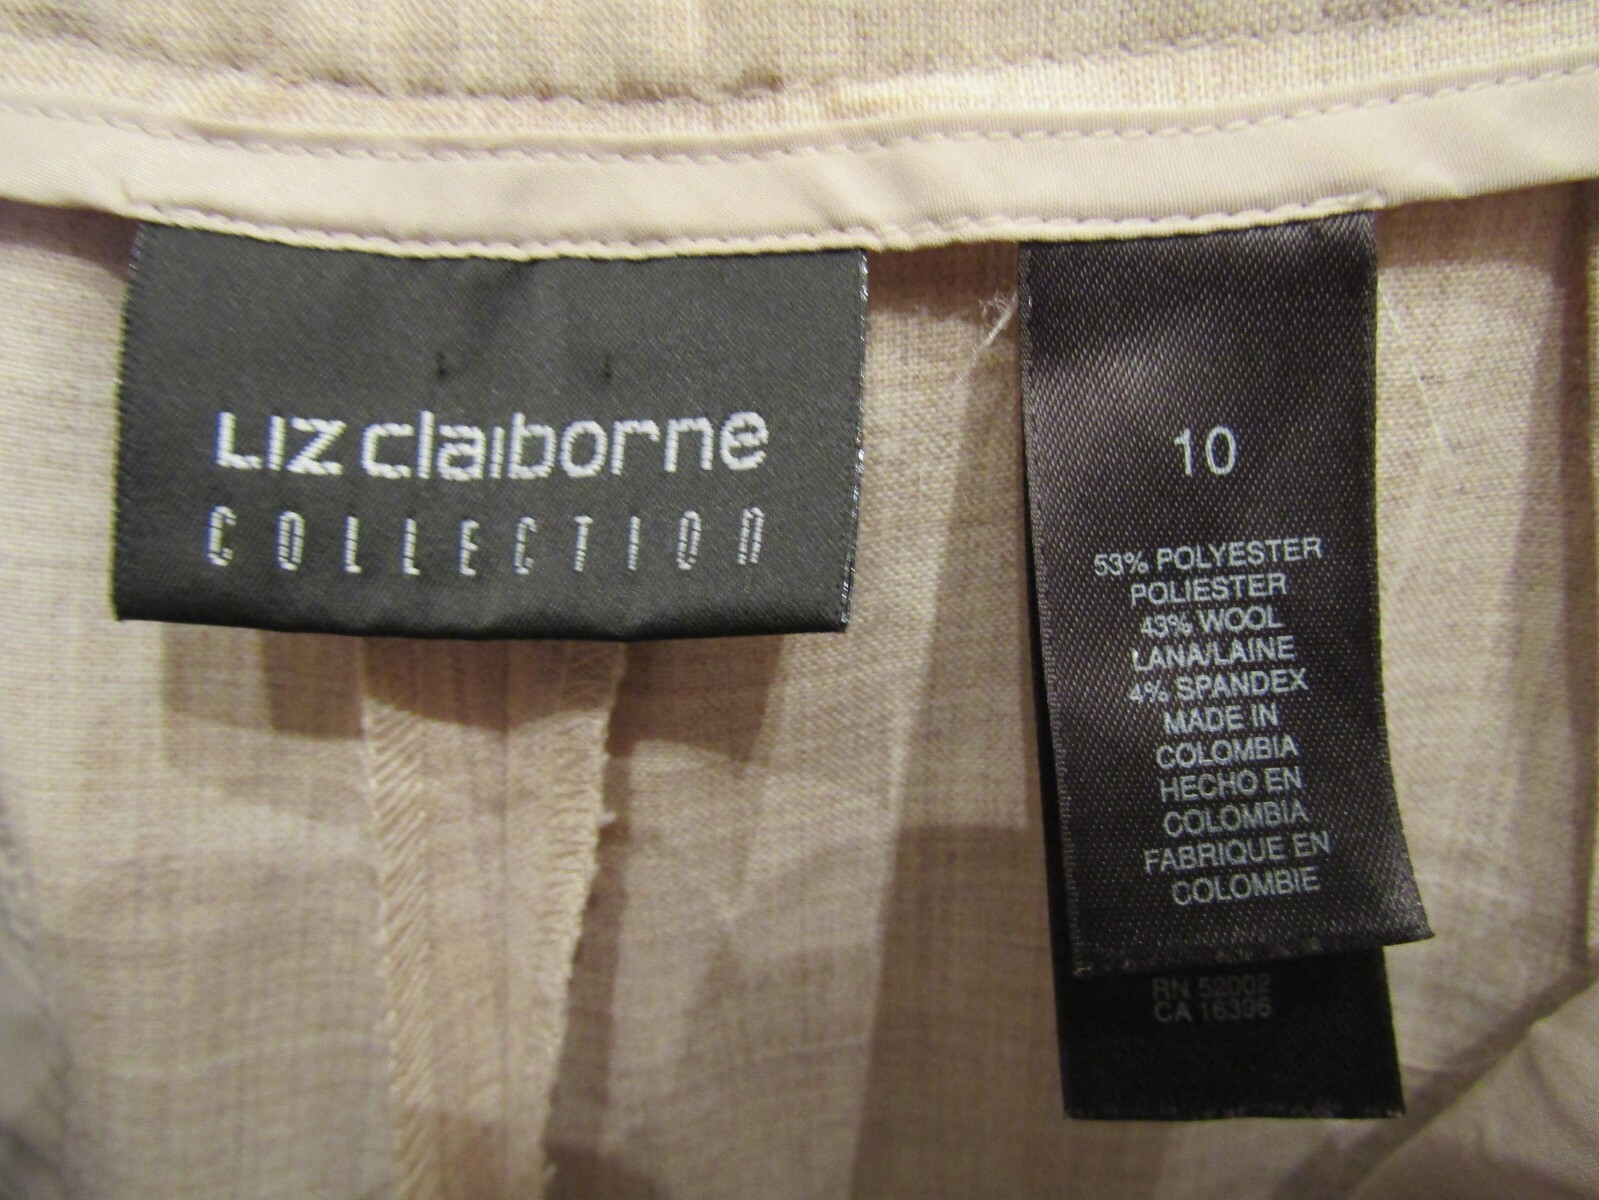 Liz claiborne
COLLECTION
10
53% POLYESTER
POLIESTER
43% WOOL
LANA/LAINE
4% SPANDEX
MADE IN
COLOMBIA
HECHO EN
COLOMBIA
FABRIQUE EN
COLOMBIE
RN 52002
CA 16396